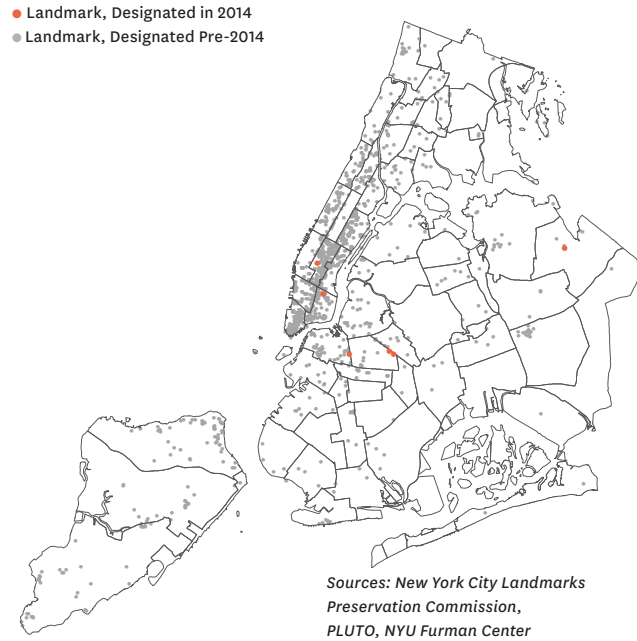 Landmark, Designated in 2014
Landmark, Designated Pre-2014
Sources: New York City Landmarks
Preservation Commission,
PLUTO, NYU Furman Center